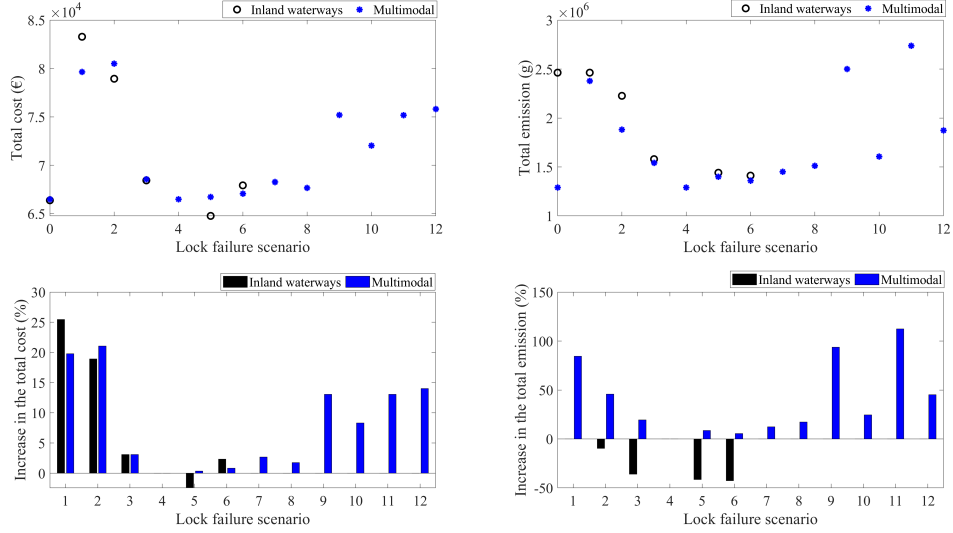 ×10⁴
Inland waterways Multimodal
8.5
8
7.5
7
6.5
0 2 4 6 8 10 12
Total cost (€)
Lock failure scenario
×10⁶
Inland waterways Multimodal
3
2.5
2
1.5
1
0 2 4 6 8 10 12
Total emission (g)
Lock failure scenario
Inland waterways Multimodal
30
25
20
15
10
5
0
1 2 3 4 5 6 7 8 9 10 11 12
Increase in the total cost (%)
Lock failure scenario
Inland waterways Multimodal
150
100
50
0
-50
1 2 3 4 5 6 7 8 9 10 11 12
Increase in the total emission (%)
Lock failure scenario